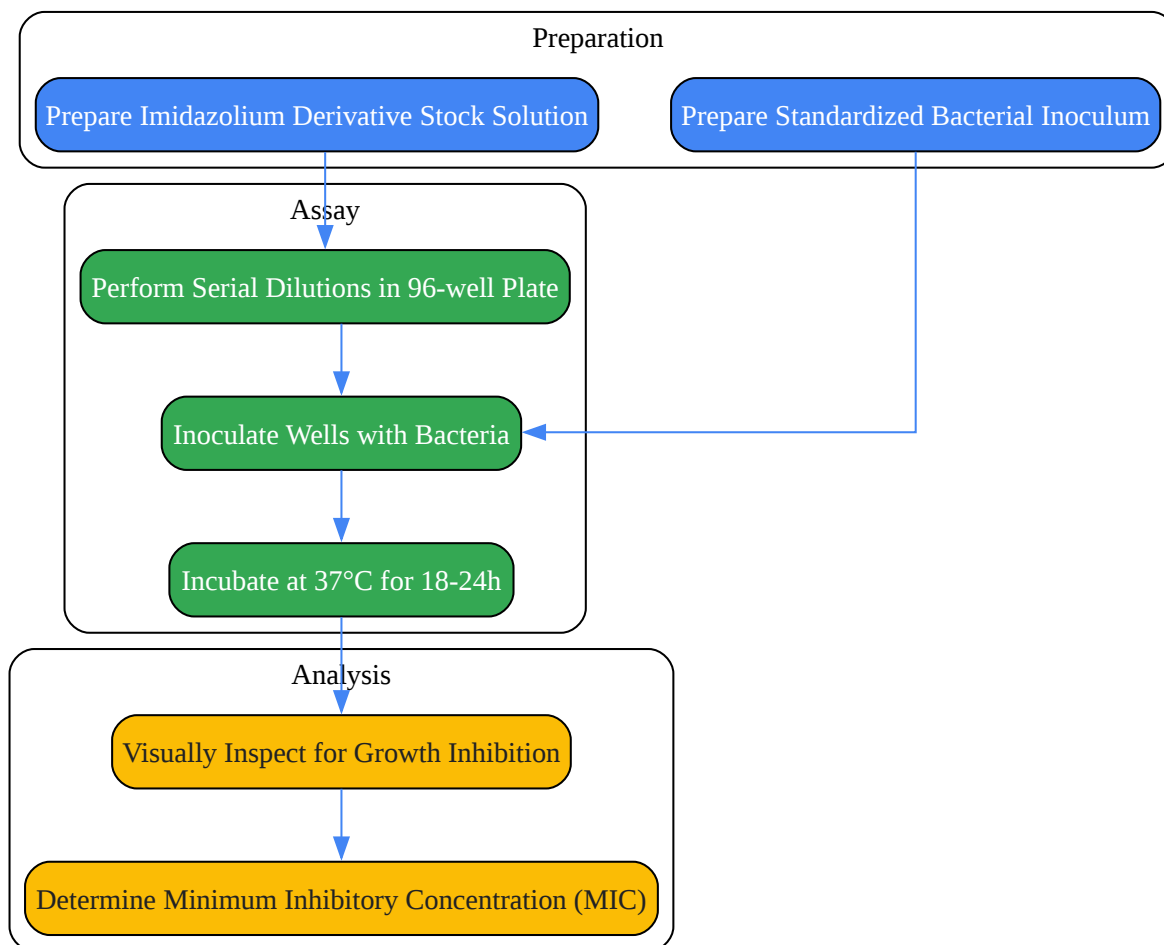 Preparation
Prepare Imidazolium Derivative Stock Solution
Prepare Standardized Bacterial Inoculum
Assay
Perform Serial Dilutions in 96-well Plate
Inoculate Wells with Bacteria
Incubate at 37°C for 18-24h
Analysis
Visually Inspect for Growth Inhibition
Determine Minimum Inhibitory Concentration (MIC)